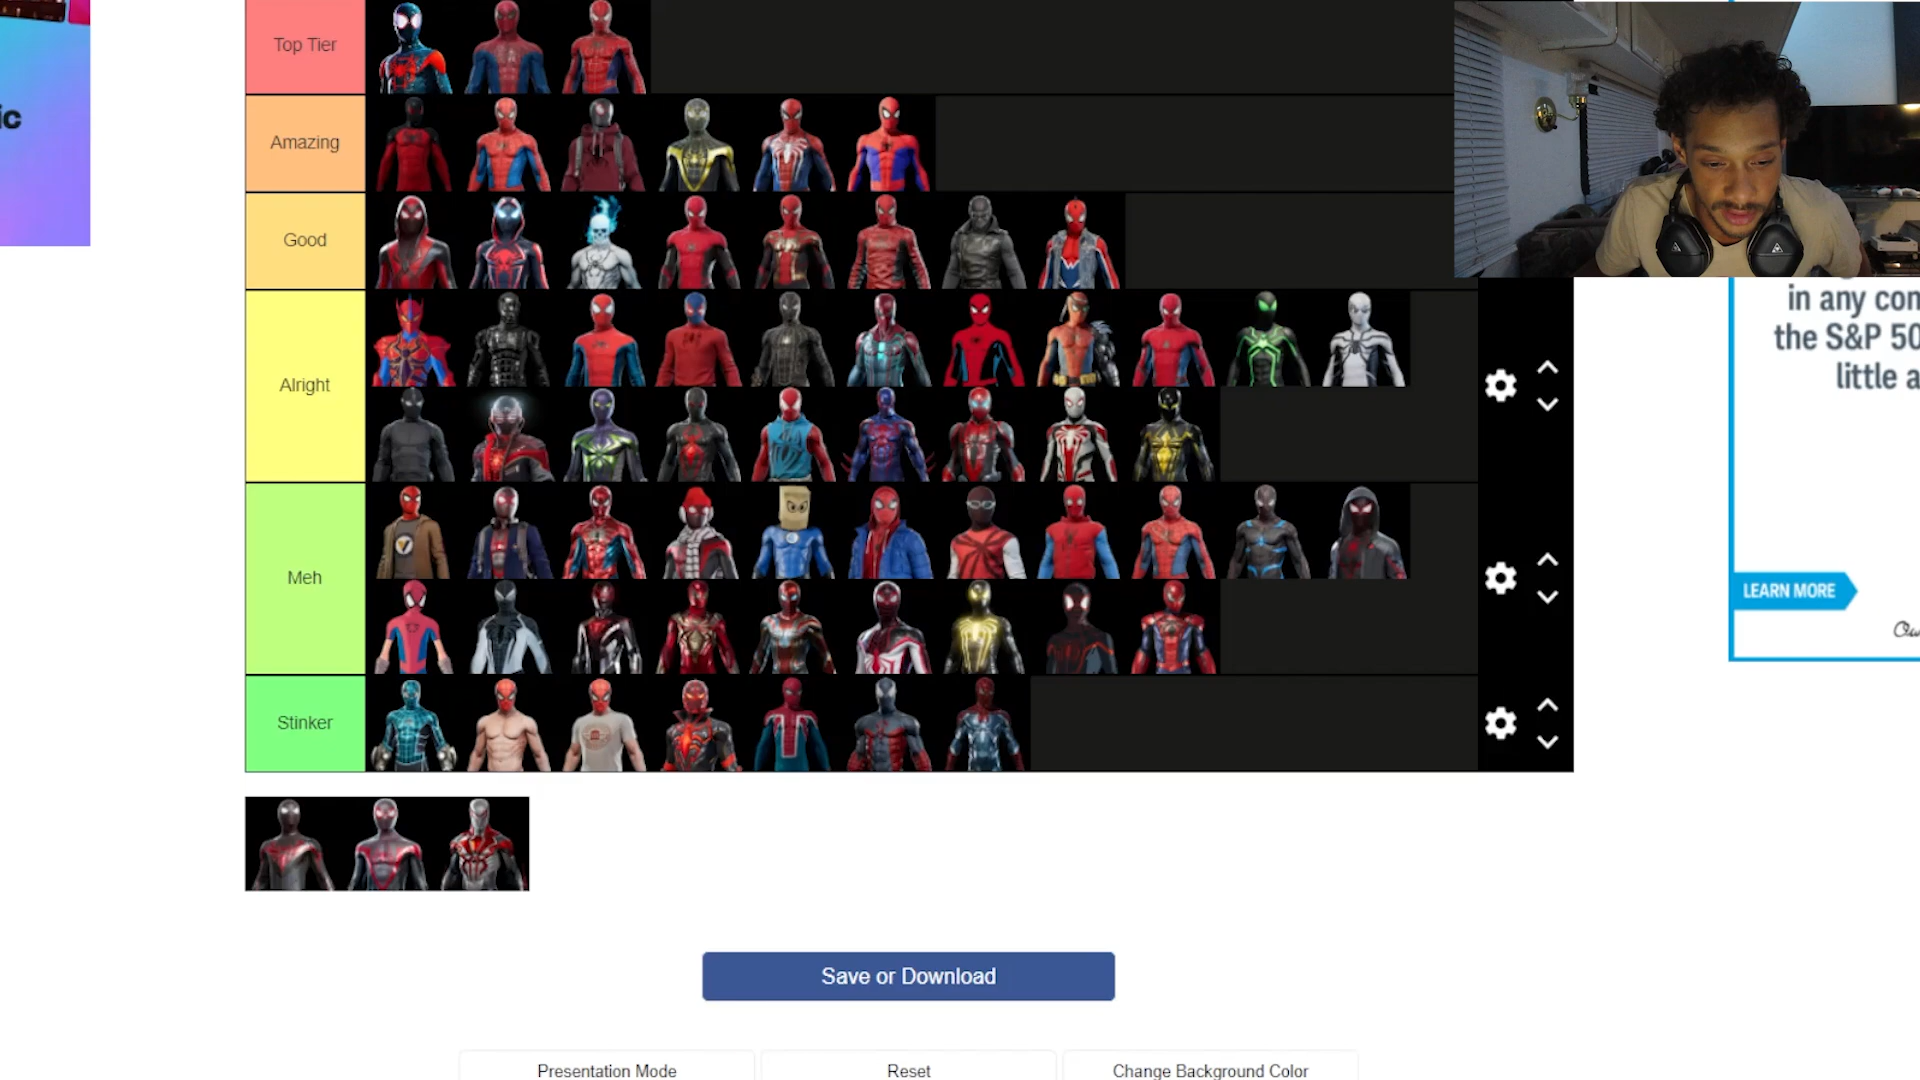 Top Tier
ic
Amazing
Good
in any con
the S&P 50
little a
Alright
Meh
LEARN MORE
Stinker
Save or Download
Presentation Mode
Reset
Change Background Color